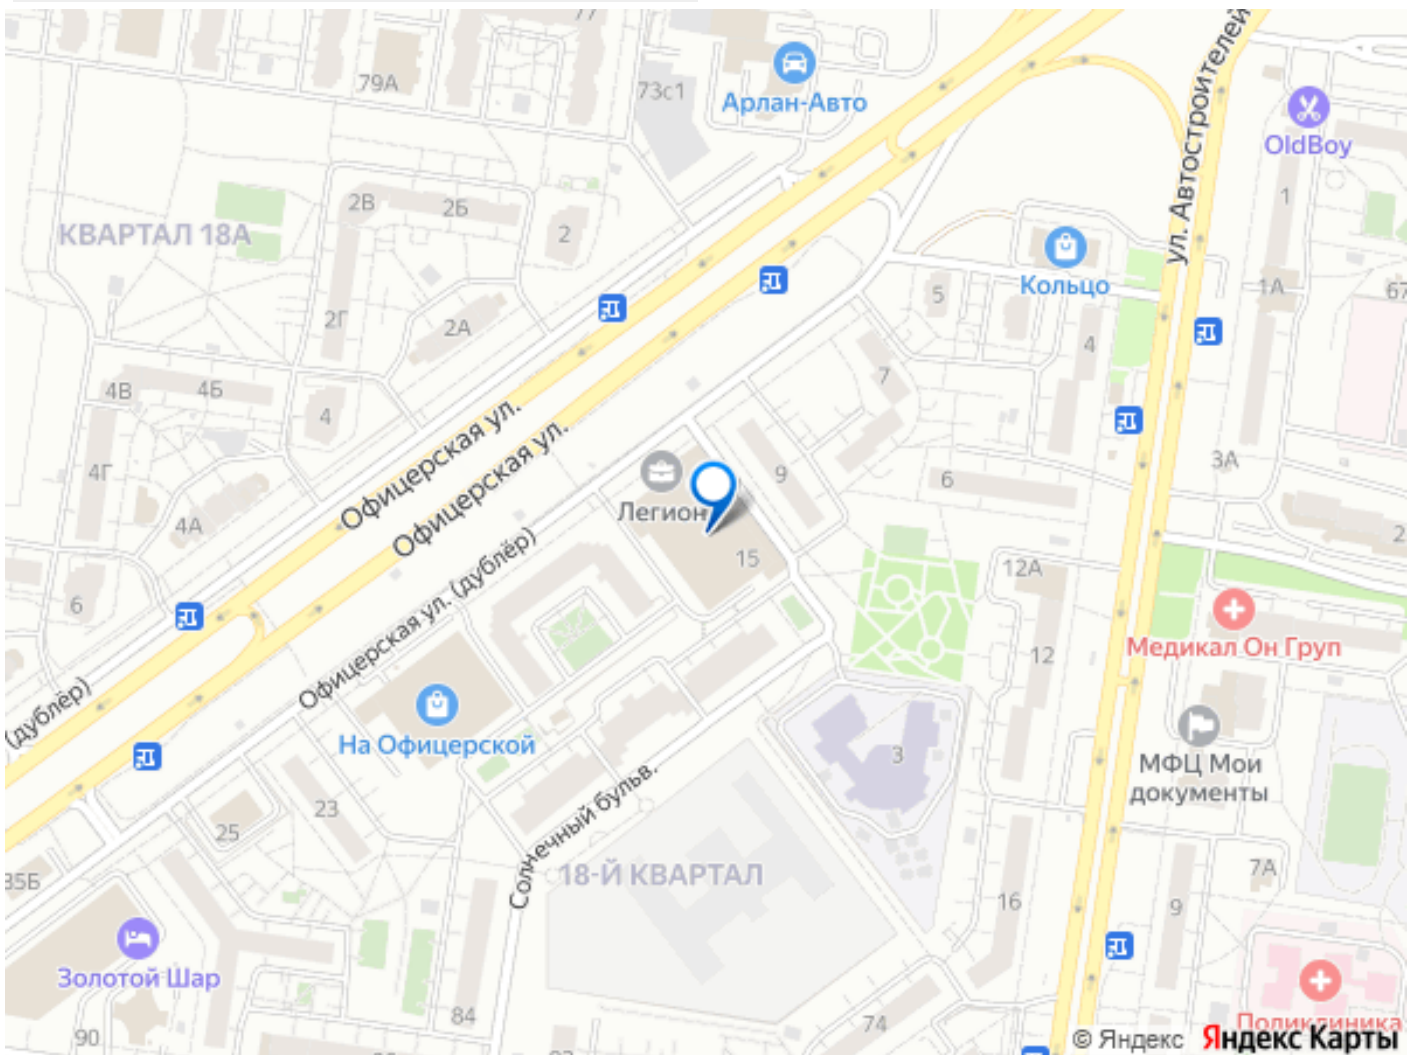 77
79А
73с1
Арлан-Авто
ул. Автостроителей
OldBoy
1
2В
2Б
2
КВАРТАЛ 18А
5
Кольцо
1А
67
2Г
2А
4
7
4В
4Б
4
Офицерская ул.
Офицерская ул.
4Г
4А
Легион
9
6
3А
2
15
12А
6
Офицерская ул. (дублёр)
12
Медикал Он Груп
(дублёр)
На Офицерской
3
МФЦ Мои
документы
23
25
Солнечный бульв.
18-Й КВАРТАЛ
7А
35Б
16
9
Золотой Шар
84
74
90
Поликлиника
© Яндекс Яндекс Карты